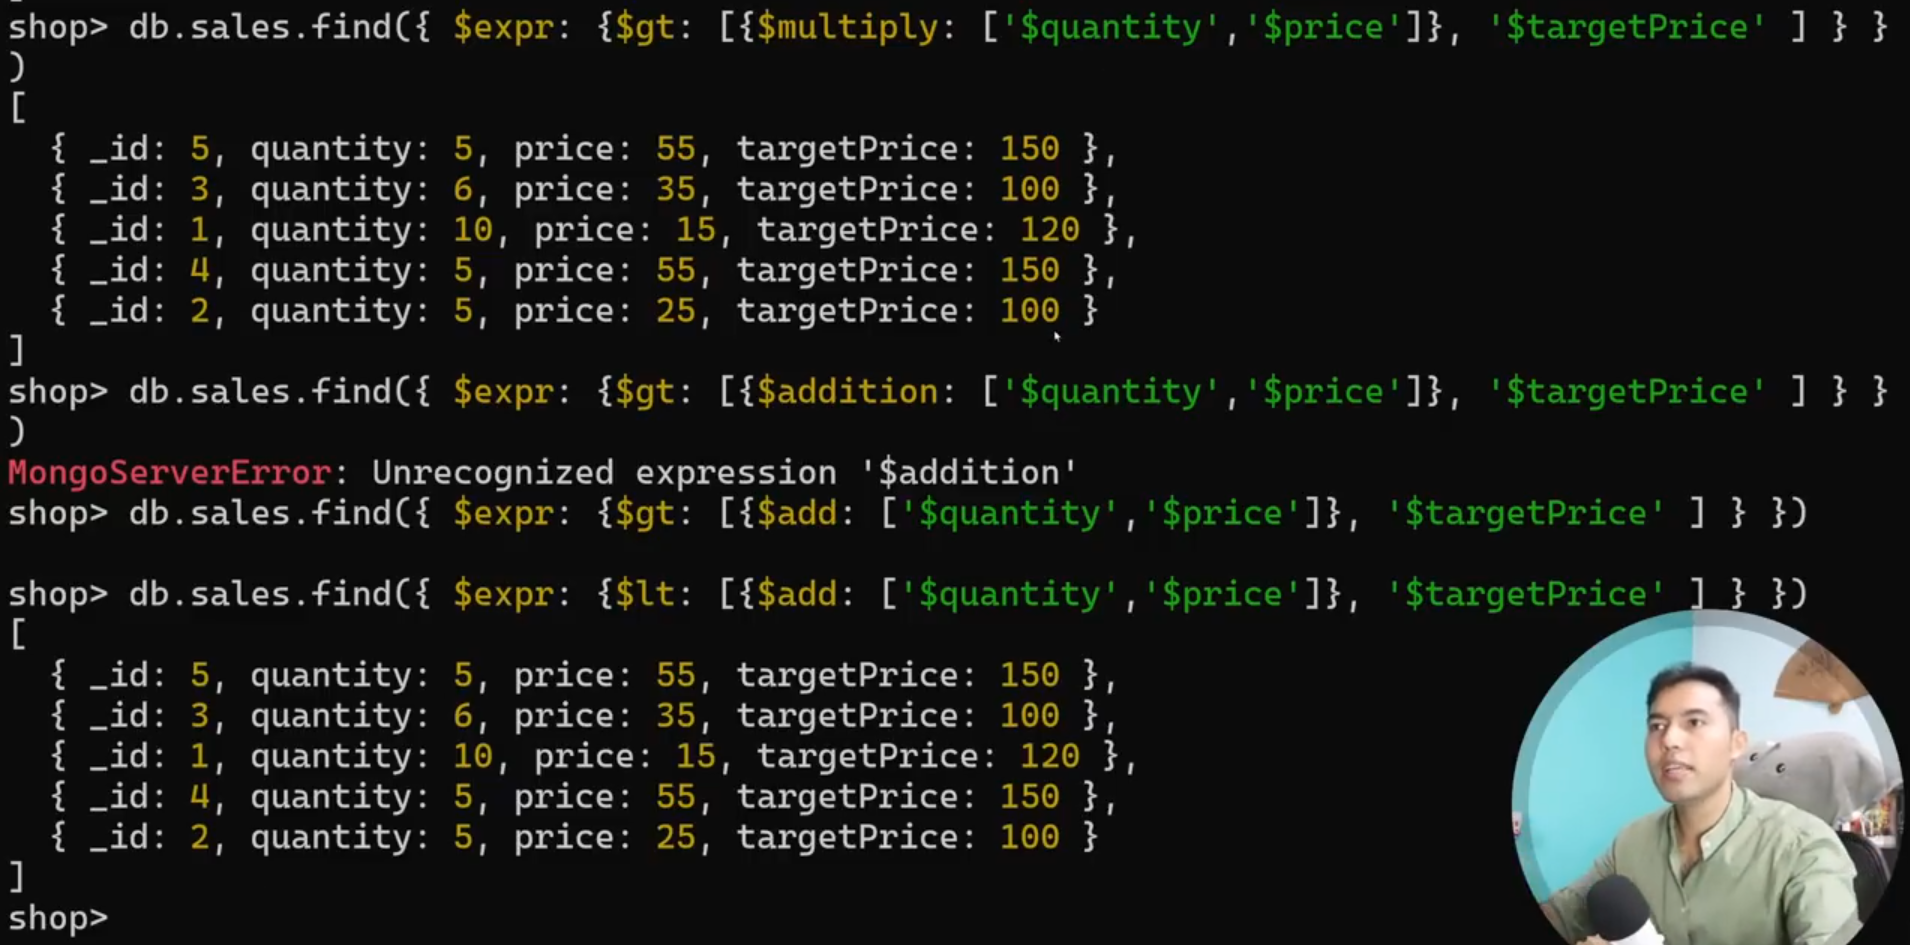 shop> db.sales.find({ $expr: {$gt: [{$multiply: ['$quantity','$price']}, '$targetPrice' ] } }
)
[
  { _id: 5, quantity: 5, price: 55, targetPrice: 150 },
  { _id: 3, quantity: 6, price: 35, targetPrice: 100 },
  { _id: 1, quantity: 10, price: 15, targetPrice: 120 },
  { _id: 4, quantity: 5, price: 55, targetPrice: 150 },
  { _id: 2, quantity: 5, price: 25, targetPrice: 100 }
]
shop> db.sales.find({ $expr: {$gt: [{$addition: ['$quantity','$price']}, '$targetPrice' ] } }
)
MongoServerError: Unrecognized expression '$addition'
shop> db.sales.find({ $expr: {$gt: [{$add: ['$quantity','$price']}, '$targetPrice' ] } })
shop> db.sales.find({ $expr: {$lt: [{$add: ['$quantity','$price']}, '$targetPrice' ] } })
[
  { _id: 5, quantity: 5, price: 55, targetPrice: 150 },
  { _id: 3, quantity: 6, price: 35, targetPrice: 100 },
  { _id: 1, quantity: 10, price: 15, targetPrice: 120 },
  { _id: 4, quantity: 5, price: 55, targetPrice: 150 },
  { _id: 2, quantity: 5, price: 25, targetPrice: 100 }
]
shop>